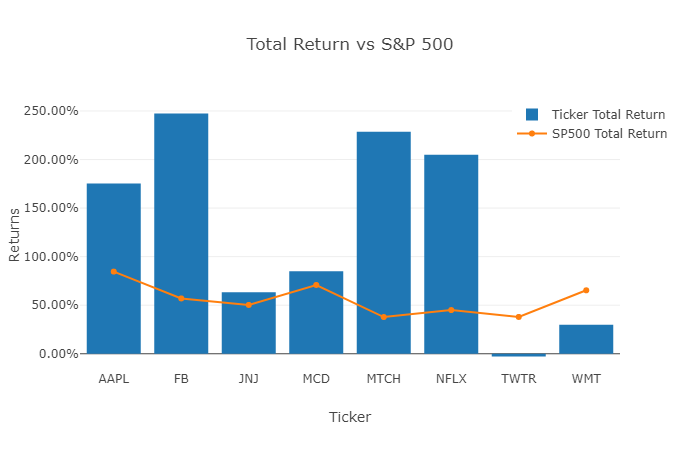 Total Return vs S&P 500
Ticker Total Return
SP500 Total Return
Returns
250.00%
200.00%
150.00%
100.00%
50.00%
0.00%
AAPL FB JNJ MCD MTCH NFLX TWTR WMT
Ticker